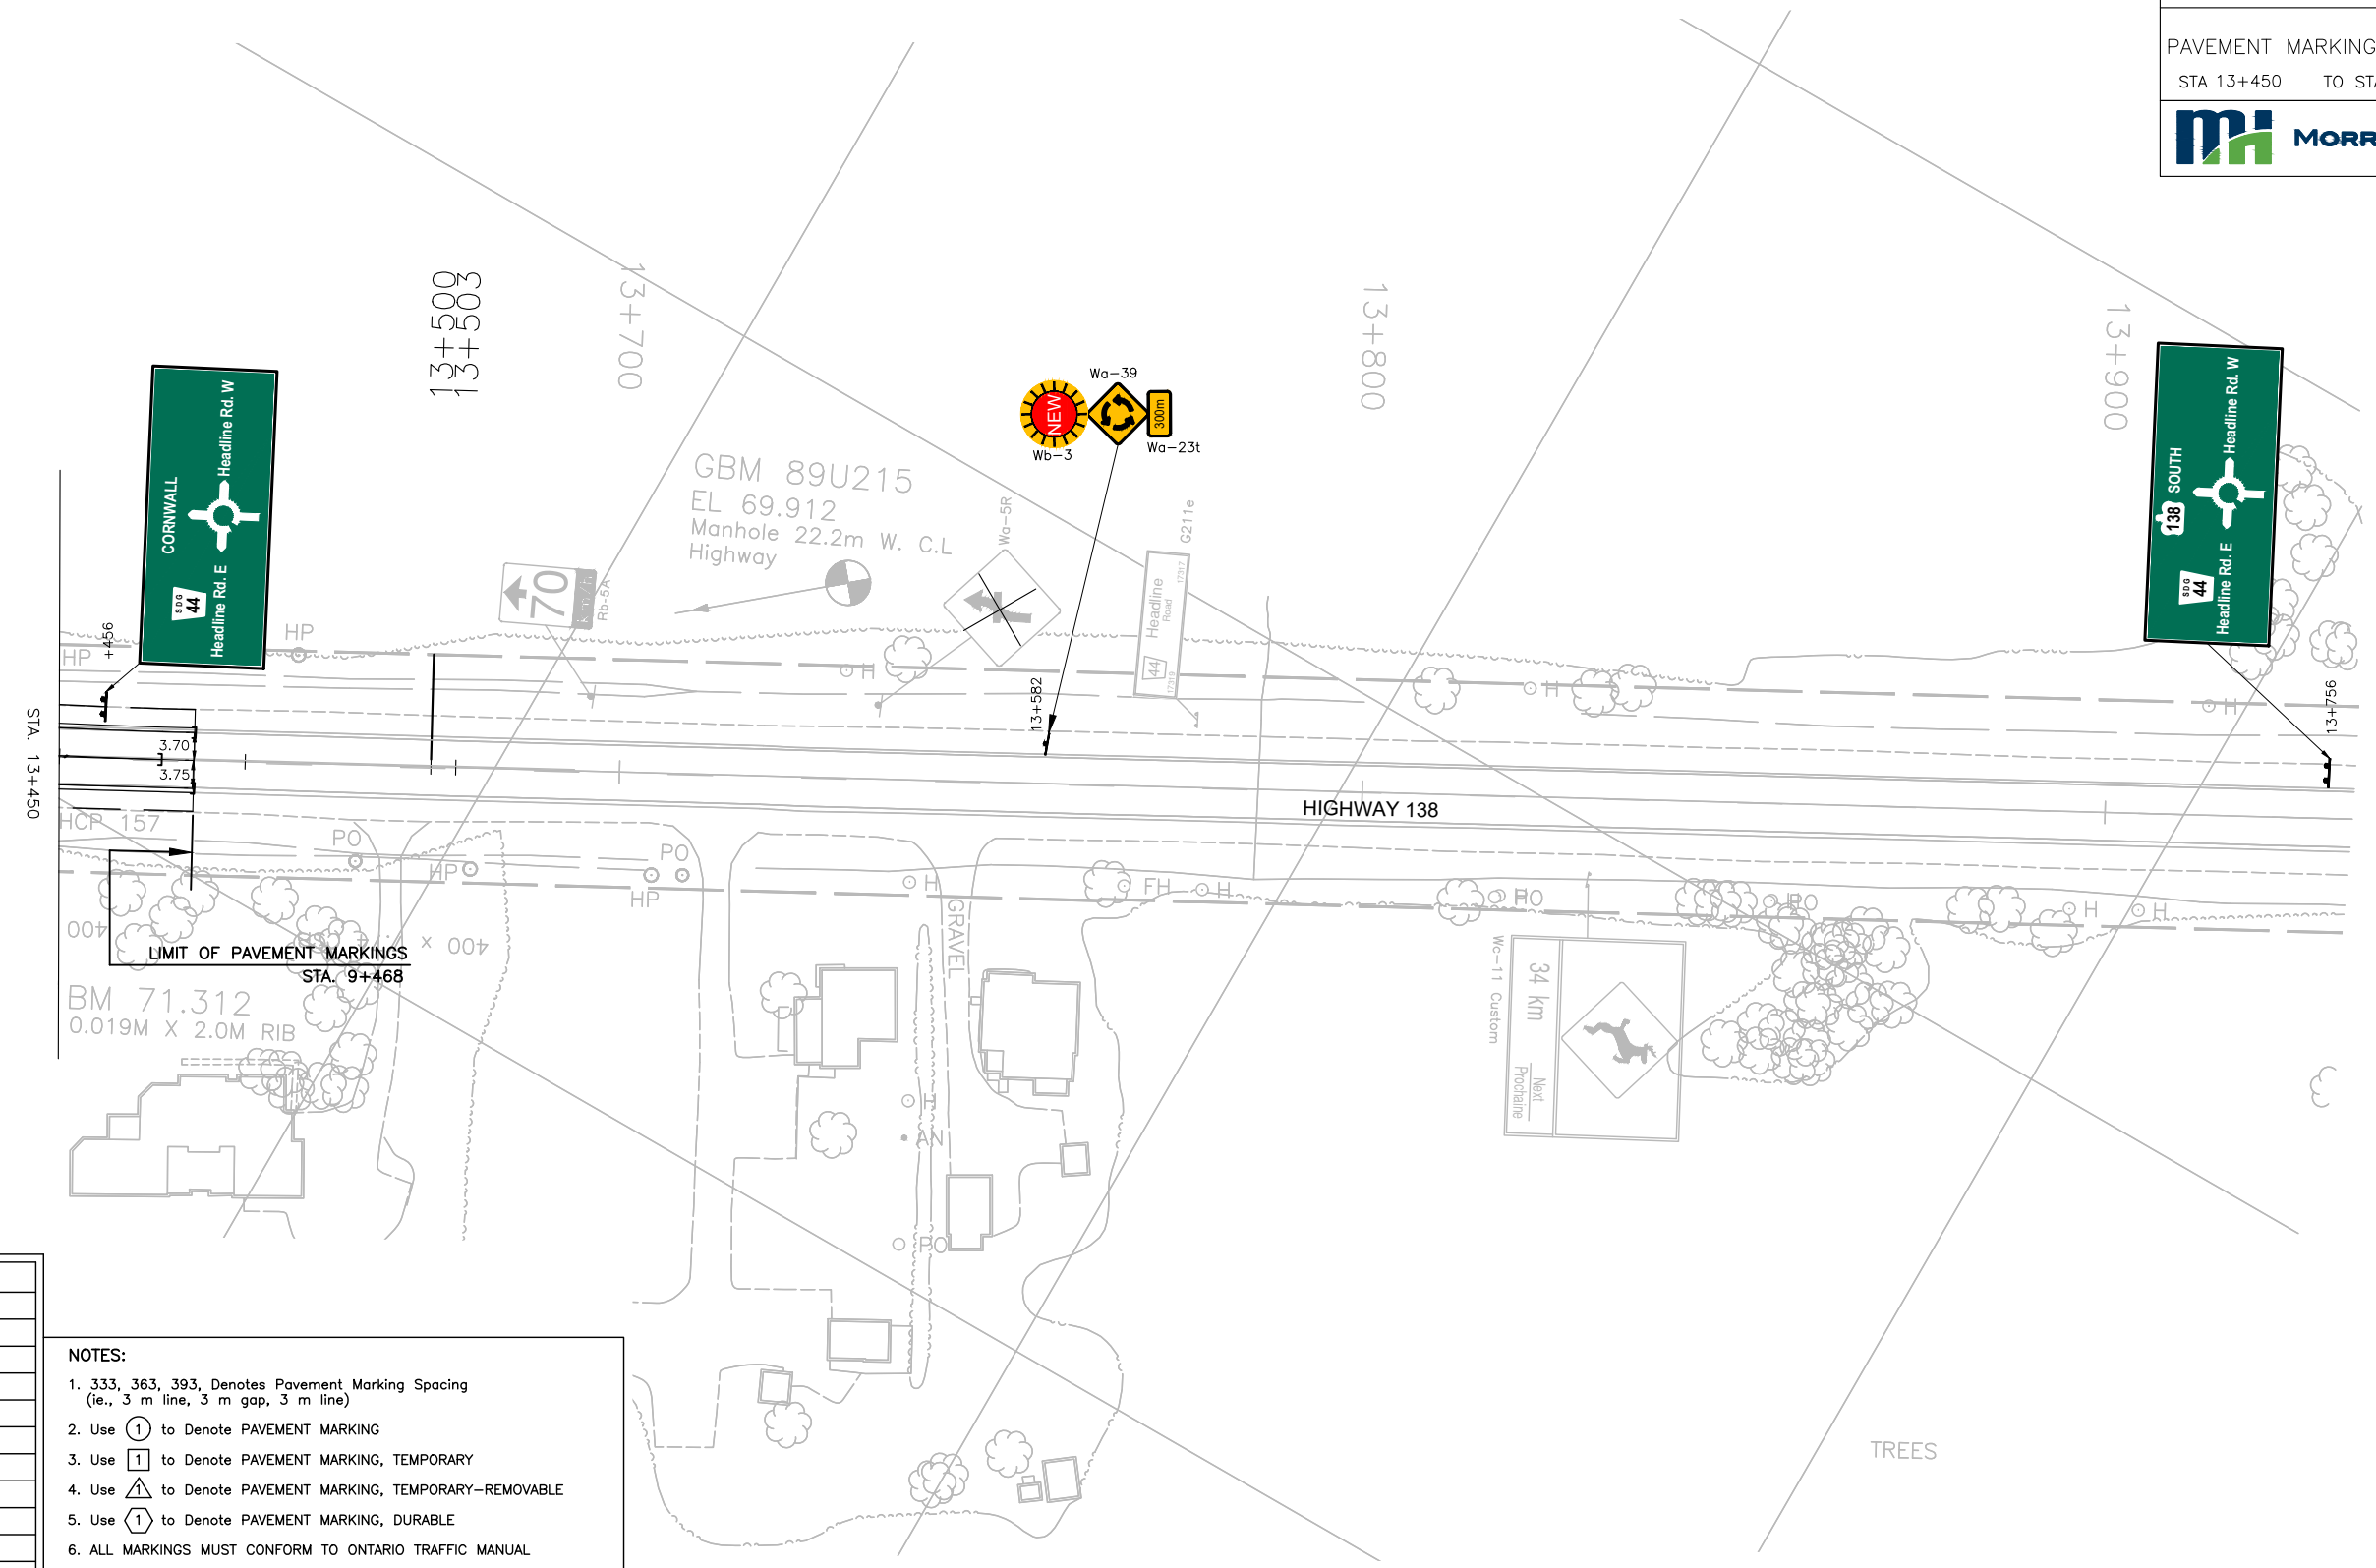 PAVEMENT MARKING
STA 13+450 TO STA
MORR
13+500
13+503
13+700
13+800
13+900
CORNWALL
Headline Rd. W
SDG
44
Headline Rd. E
Wa-39
NEW
300m
Wb-3
Wa-23t
138 SOUTH
Headline Rd. W
SDG
44
Headline Rd. E
GBM 89U215
EL 69.912
Manhole 22.2m W. C.L
Highway
70
km/h
Rb-5A
Wa-5R
G211e
Headline
Road
44
17317
17319
+456
HP
HP
H
13+582
H
H
13+756
STA. 13+450
3.70
3.75
HIGHWAY 138
HCP 157
PO
HP
PO
HP
H
FH
H
PO
H
H
400
400 x
LIMIT OF PAVEMENT MARKINGS
STA. 9+468
BM 71.312
0.019M X 2.0M RIB
GRAVEL
Wc-11 Custom
34 km
Next
Prochaine
H
AN
PO
TREES
NOTES:
1. 333, 363, 393, Denotes Pavement Marking Spacing
(ie., 3 m line, 3 m gap, 3 m line)
2. Use 1 to Denote PAVEMENT MARKING
3. Use 1 to Denote PAVEMENT MARKING, TEMPORARY
4. Use 1 to Denote PAVEMENT MARKING, TEMPORARY-REMOVABLE
5. Use 1 to Denote PAVEMENT MARKING, DURABLE
6. ALL MARKINGS MUST CONFORM TO ONTARIO TRAFFIC MANUAL